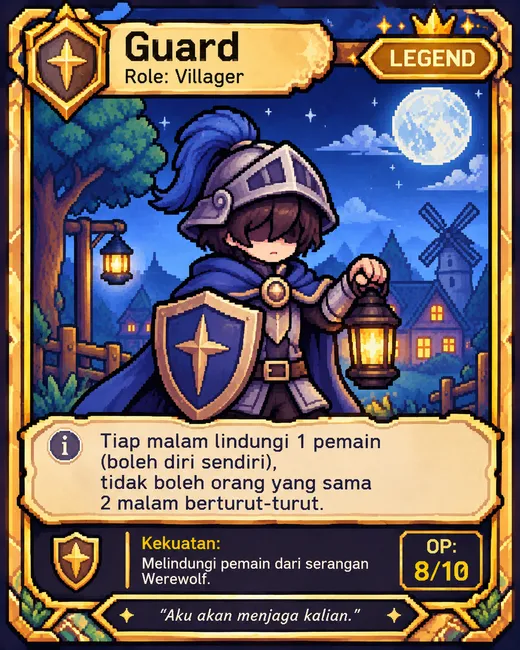 Guard
Role: Villager
LEGEND
i
Tiap malam lindungi 1 pemain
(boleh diri sendiri),
tidak boleh orang yang sama
2 malam berturut-turut.
Kekuatan:
Melindungi pemain dari serangan
Werewolf.
OP:
8/10
“Aku akan menjaga kalian.”